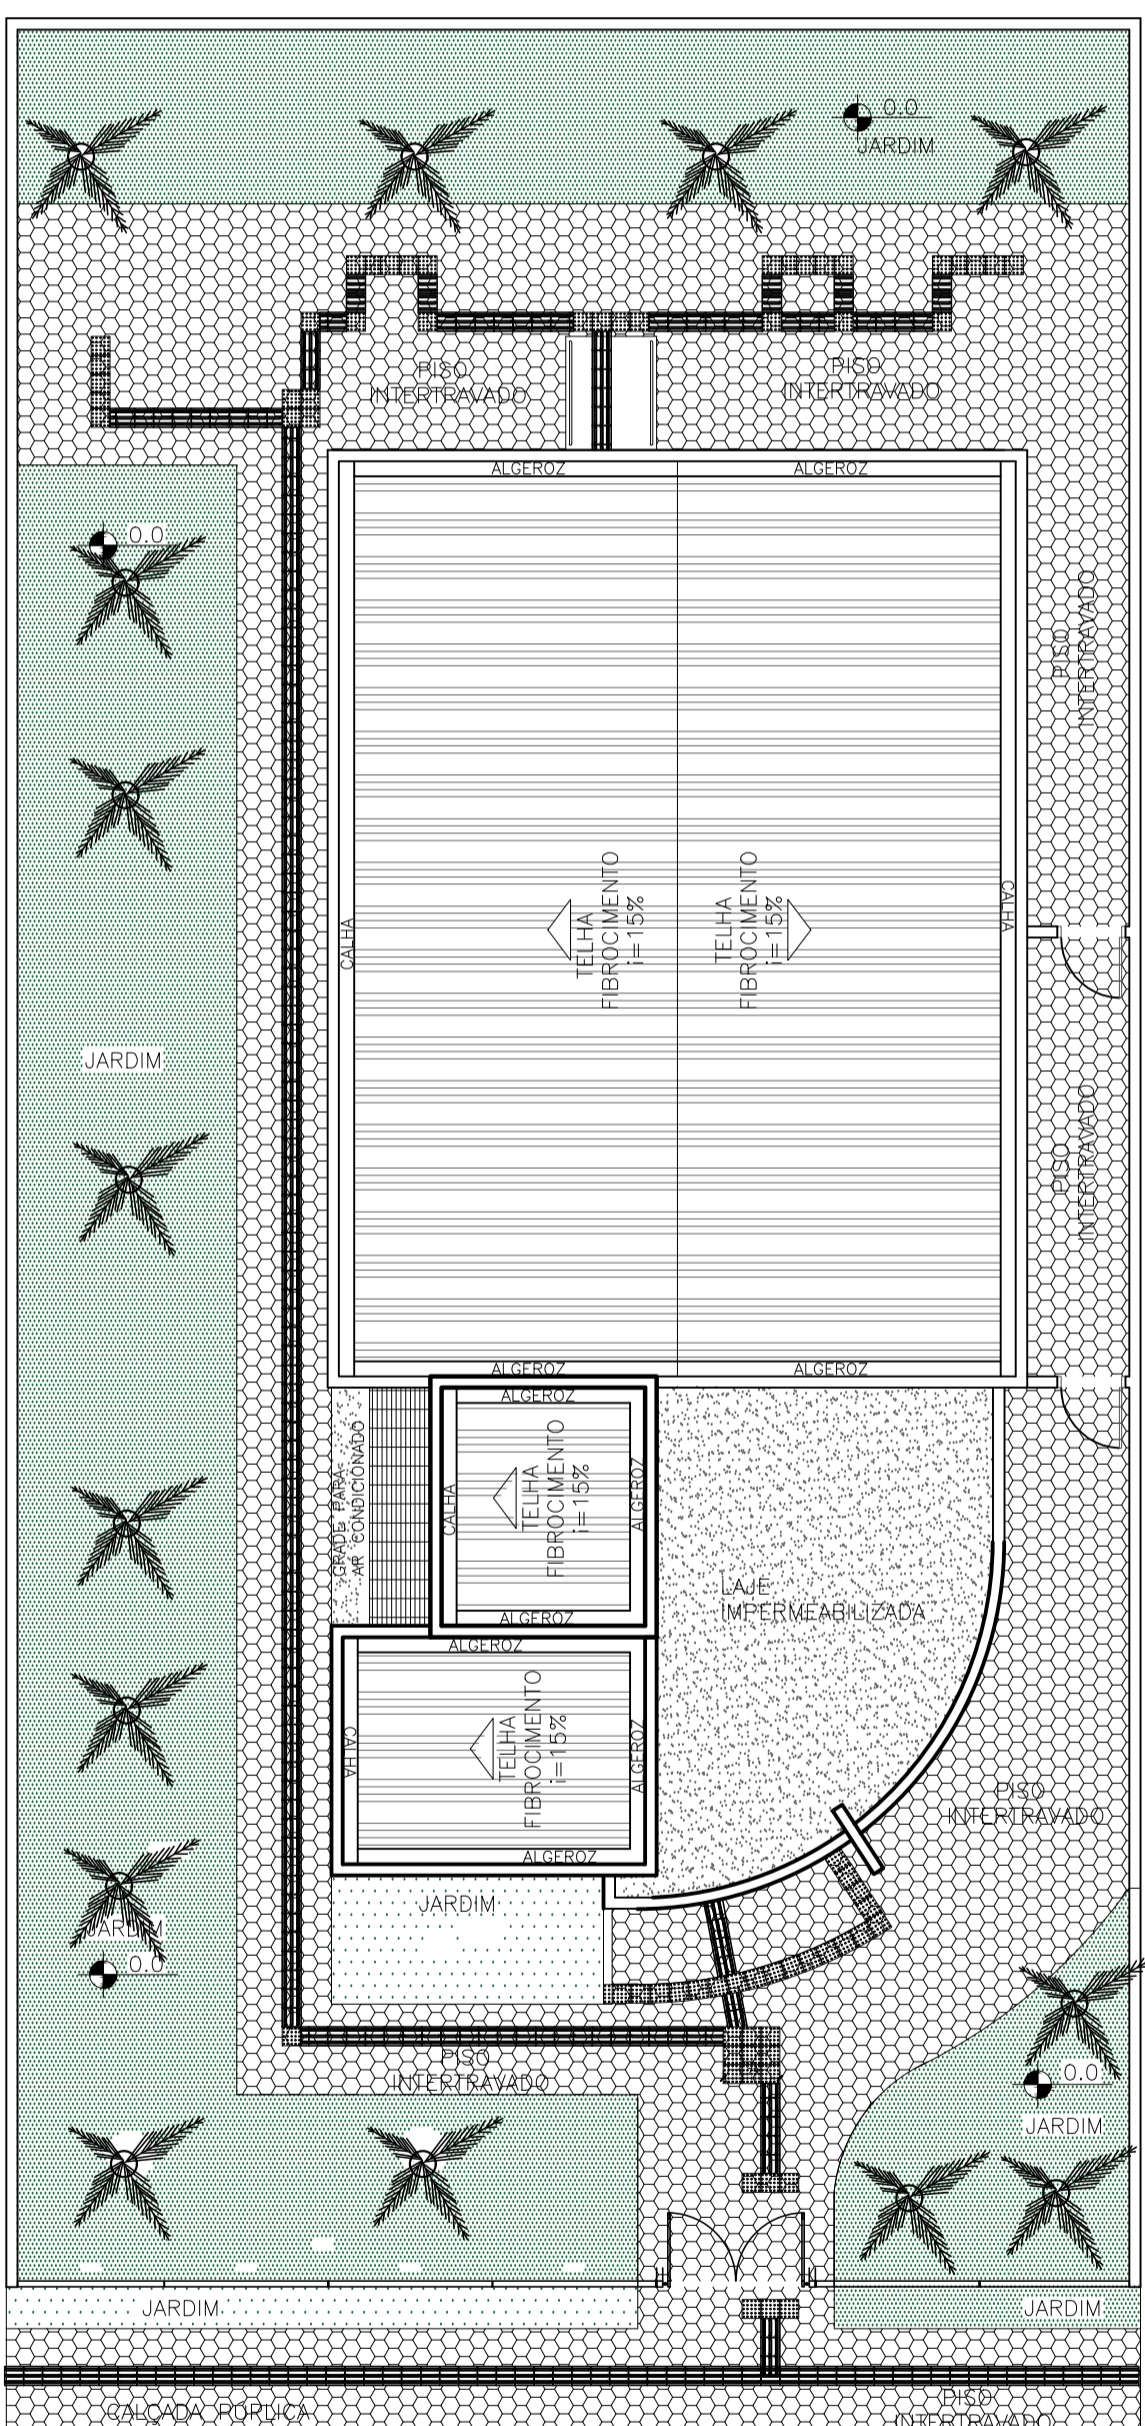 0.0
JARDIM
PISO
INTERTRAVADO
PISO
INTERTRAVADO
ALGEROZ
ALGEROZ
0.0
PISO
INTERTRAVADO
CALHA
TELHA
FIBROCIMENTO
i=15%
TELHA
FIBROCIMENTO
i=15%
CALHA
JARDIM
PISO
INTERTRAVADO
ALGEROZ
ALGEROZ
GRADE PARA
AR CONDICIONADO
ALGEROZ
CALHA
TELHA
FIBROCIMENTO
i=15%
ALGEROZ
ALGEROZ
LAJE
IMPERMEABILIZADA
ALGEROZ
CALHA
TELHA
FIBROCIMENTO
i=15%
ALGEROZ
ALGEROZ
PISO
INTERTRAVADO
JARDIM
JARDIM
0.0
PISO
INTERTRAVADO
0.0
JARDIM
JARDIM
JARDIM
CALÇADA PÚBLICA
PISO
INTERTRAVADO